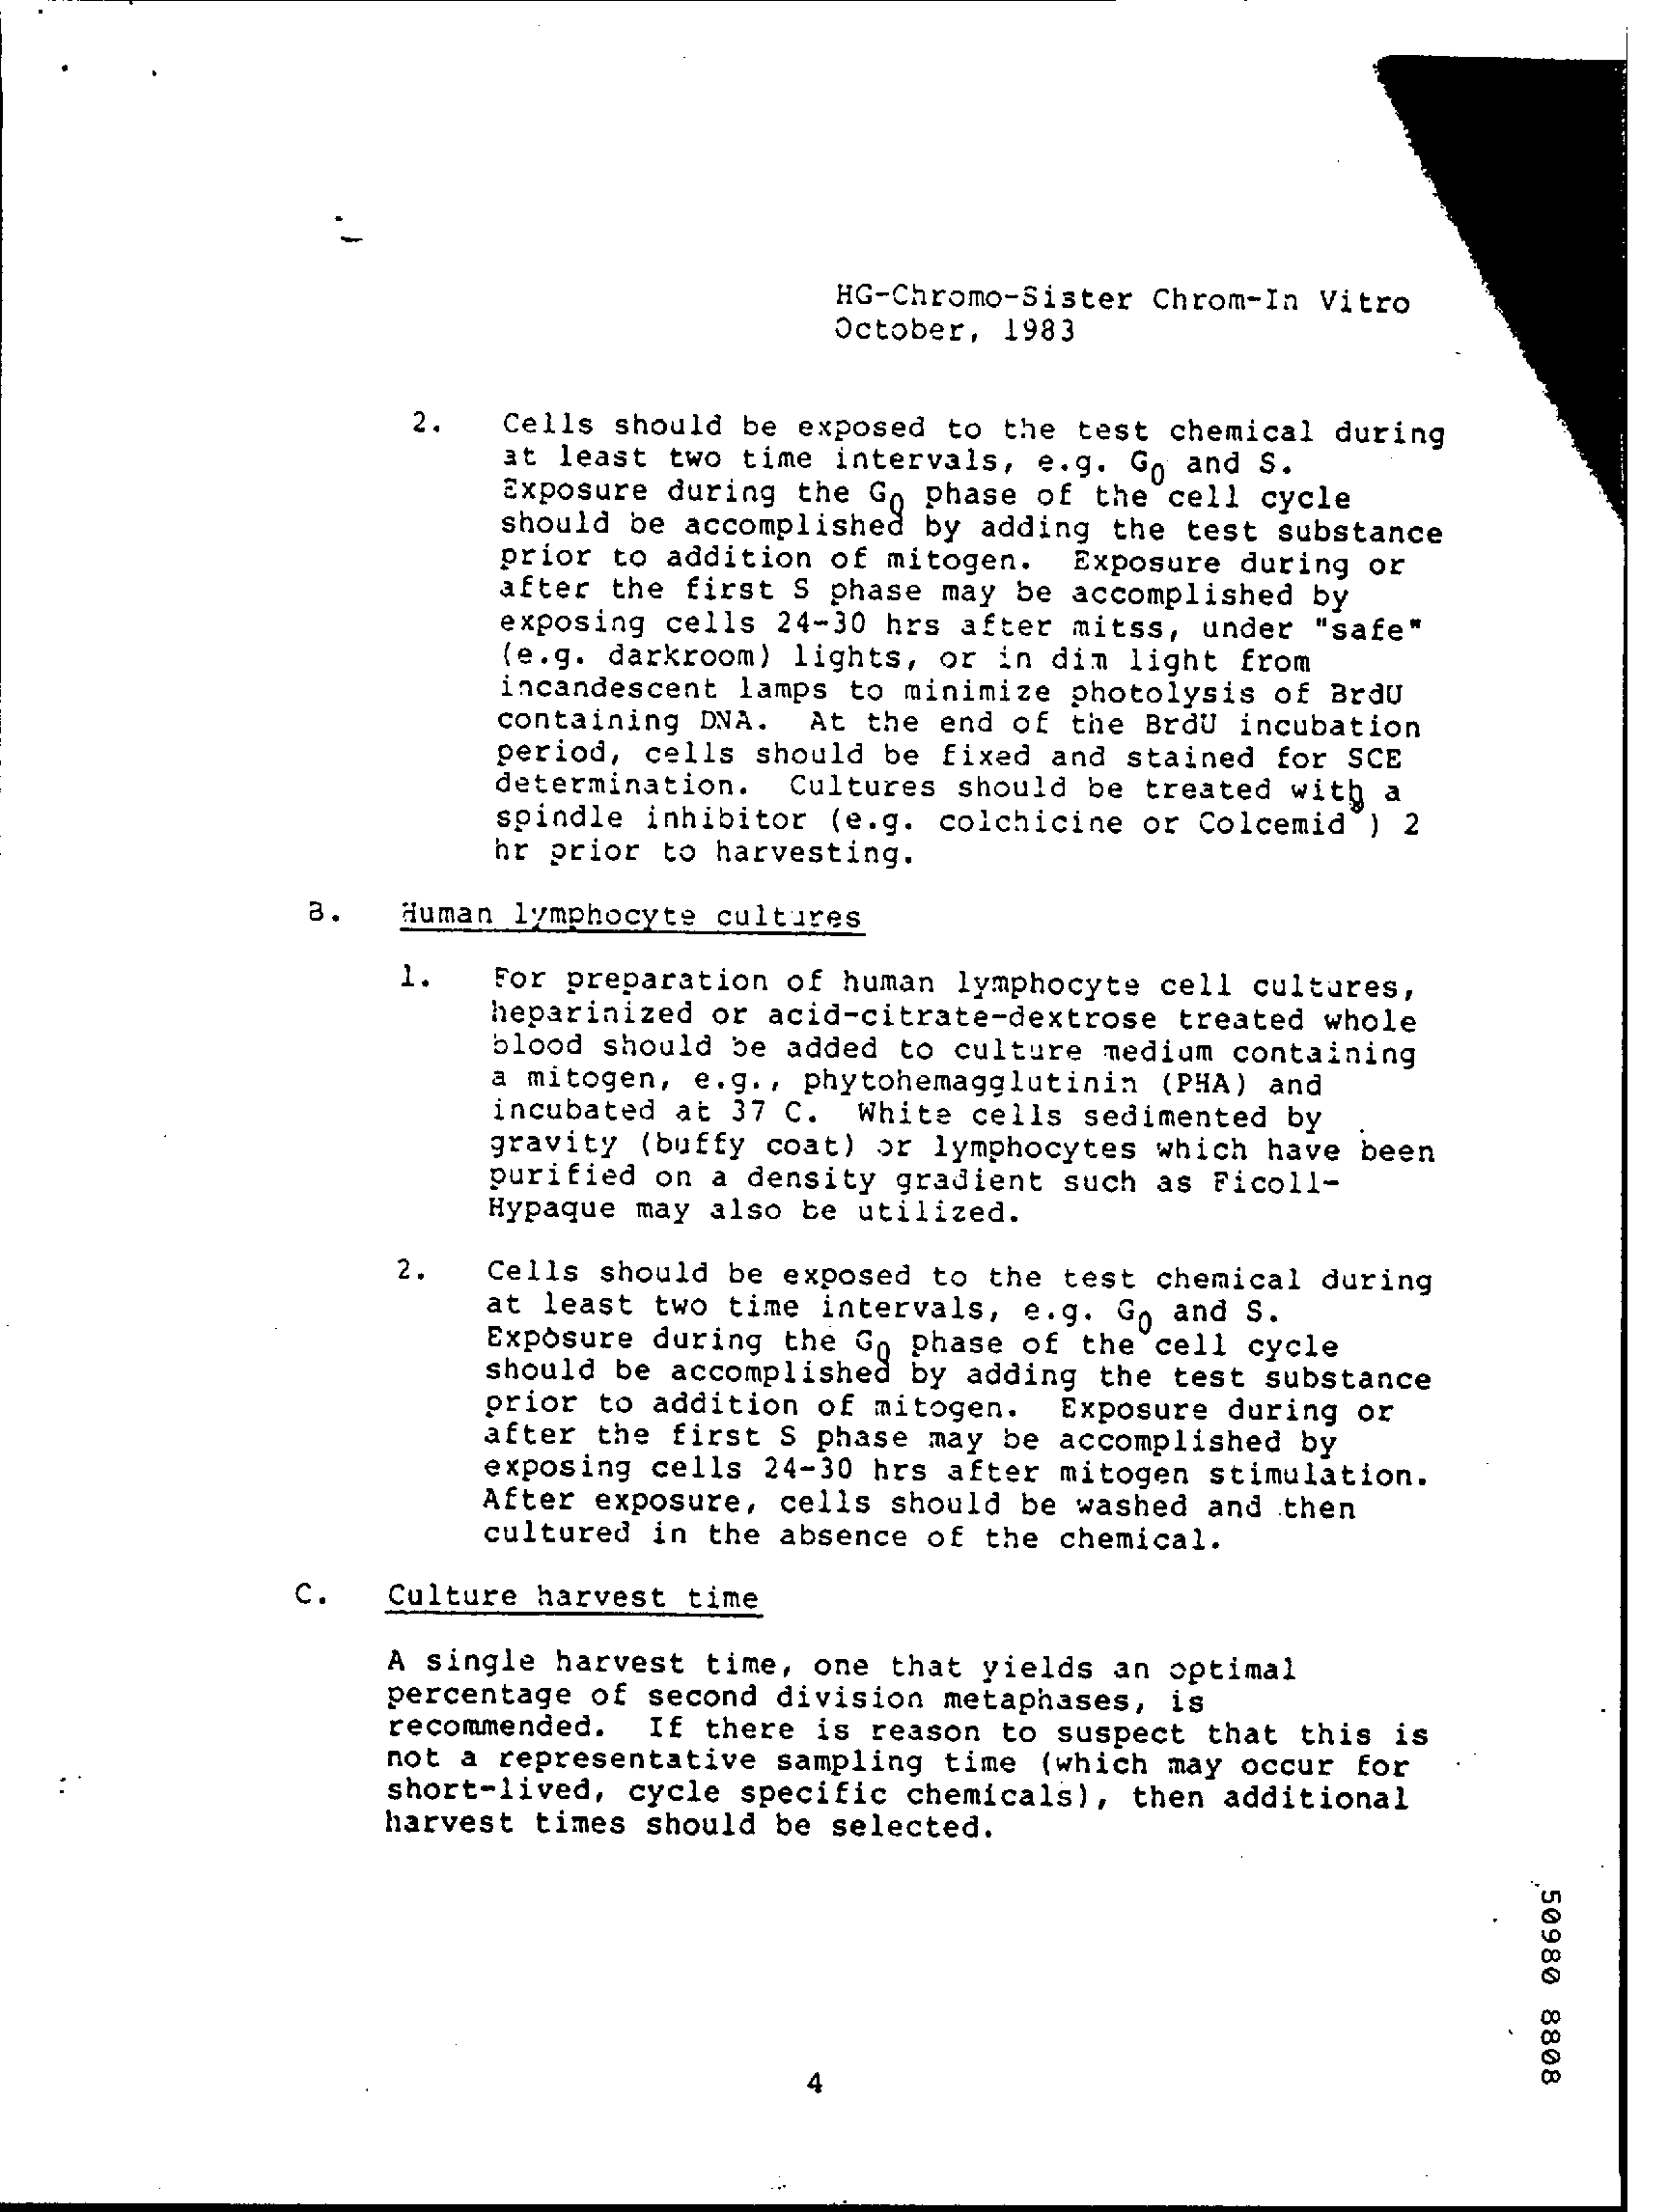 HG-Chromo-Sister Chrom-In Vitro
October, 1983
2. Cells should be exposed to the test chemical during
at least two time intervals, e.g. G0 and S.
Exposure during the G0 phase of the cell cycle
should be accomplished by adding the test substance
prior to addition of mitogen. Exposure during or
after the first S phase may be accomplished by
exposing cells 24-30 hrs after mitss, under "safe"
(e.g. darkroom) lights, or in dim light from
incandescent lamps to minimize photolysis of BrdU
containing DNA. At the end of the BrdU incubation
period, cells should be fixed and stained for SCE
determination. Cultures should be treated with a
spindle inhibitor (e.g. colchicine or Colcemid®) 2
hr prior to harvesting.
B. Human lymphocyte cultures
1. For preparation of human lymphocyte cell cultures,
heparinized or acid-citrate-dextrose treated whole
blood should be added to culture medium containing
a mitogen, e.g., phytohemagglutinin (PHA) and
incubated at 37 C. White cells sedimented by
gravity (buffy coat) or lymphocytes which have been
purified on a density gradient such as Ficoll-
Hypaque may also be utilized.
2. Cells should be exposed to the test chemical during
at least two time intervals, e.g. G0 and S.
Exposure during the G0 phase of the cell cycle
should be accomplished by adding the test substance
prior to addition of mitogen. Exposure during or
after the first S phase may be accomplished by
exposing cells 24-30 hrs after mitogen stimulation.
After exposure, cells should be washed and then
cultured in the absence of the chemical.
C. Culture harvest time
A single harvest time, one that yields an optimal
percentage of second division metaphases, is
recommended. If there is reason to suspect that this is
not a representative sampling time (which may occur for
short-lived, cycle specific chemicals), then additional
harvest times should be selected.
50980 8808
4